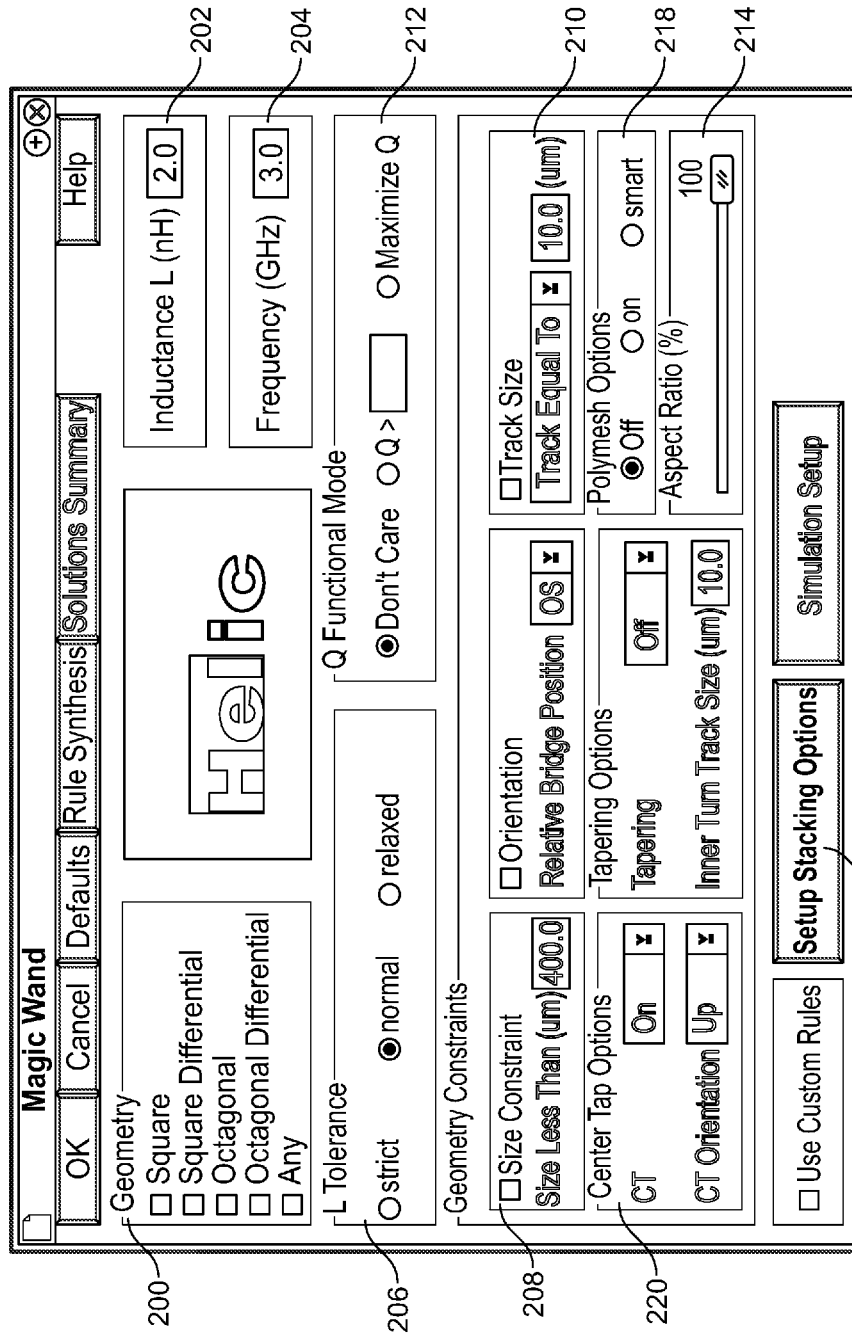 Magic Wand
OK Cancel Defaults Rule Synthesis Solutions Summary Help
Geometry
Square
Square Differential
Octagonal
Octagonal Differential
Any
Helic
Inductance L (nH) 2.0
Frequency (GHz) 3.0
L Tolerance
strict normal relaxed
Q Functional Mode
Don't Care Q > Maximize Q
Geometry Constraints
Size Constraint
Size Less Than (um) 400.0
Orientation
Relative Bridge Position OS
Track Size
Track Equal To 10.0 (um)
Center Tap Options
CT On
CT Orientation Up
Tapering Options
Tapering Off
Inner Turn Track Size (um) 10.0
Polymesh Options
Off on smart
Aspect Ratio (%)
100
Use Custom Rules
Setup Stacking Options
Simulation Setup
200
206
208
220
202
204
212
210
218
214